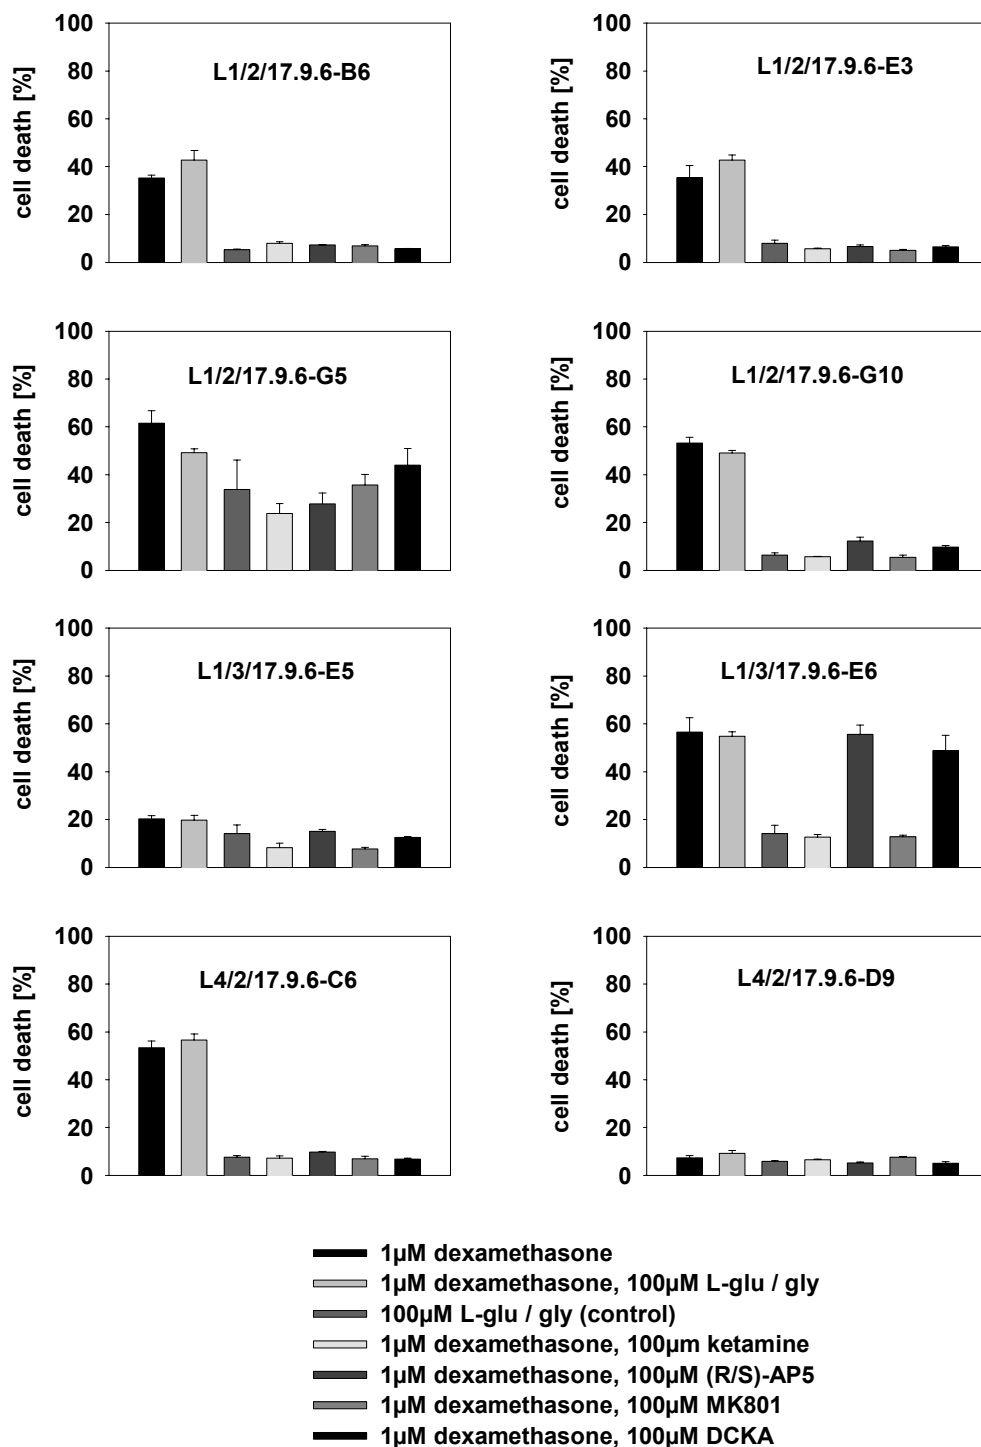 100
80
60
40
20
0
cell death [%]
L1/2/17.9.6-B6
100
80
60
40
20
0
cell death [%]
L1/2/17.9.6-E3
100
80
60
40
20
0
cell death [%]
L1/2/17.9.6-G5
100
80
60
40
20
0
cell death [%]
L1/2/17.9.6-G10
100
80
60
40
20
0
cell death [%]
L1/3/17.9.6-E5
100
80
60
40
20
0
cell death [%]
L1/3/17.9.6-E6
100
80
60
40
20
0
cell death [%]
L4/2/17.9.6-C6
100
80
60
40
20
0
cell death [%]
L4/2/17.9.6-D9
1µM dexamethasone
1µM dexamethasone, 100µM L-glu / gly
100µM L-glu / gly (control)
1µM dexamethasone, 100µm ketamine
1µM dexamethasone, 100µM (R/S)-AP5
1µM dexamethasone, 100µM MK801
1µM dexamethasone, 100µM DCKA